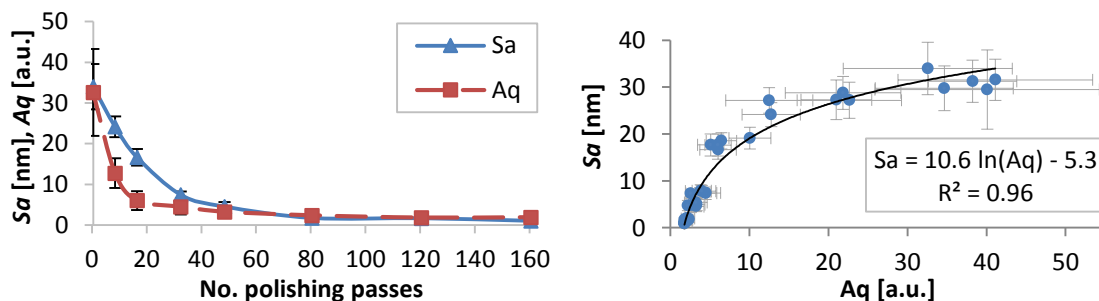 50
40
30
20
10
0
Sa [nm], Aq [a.u.]
Sa
Aq
0 20 40 60 80 100 120 140 160
No. polishing passes
40
30
20
10
0
Sa [nm]
Sa = 10.6 ln(Aq) - 5.3
R² = 0.96
0 10 20 30 40 50
Aq [a.u.]